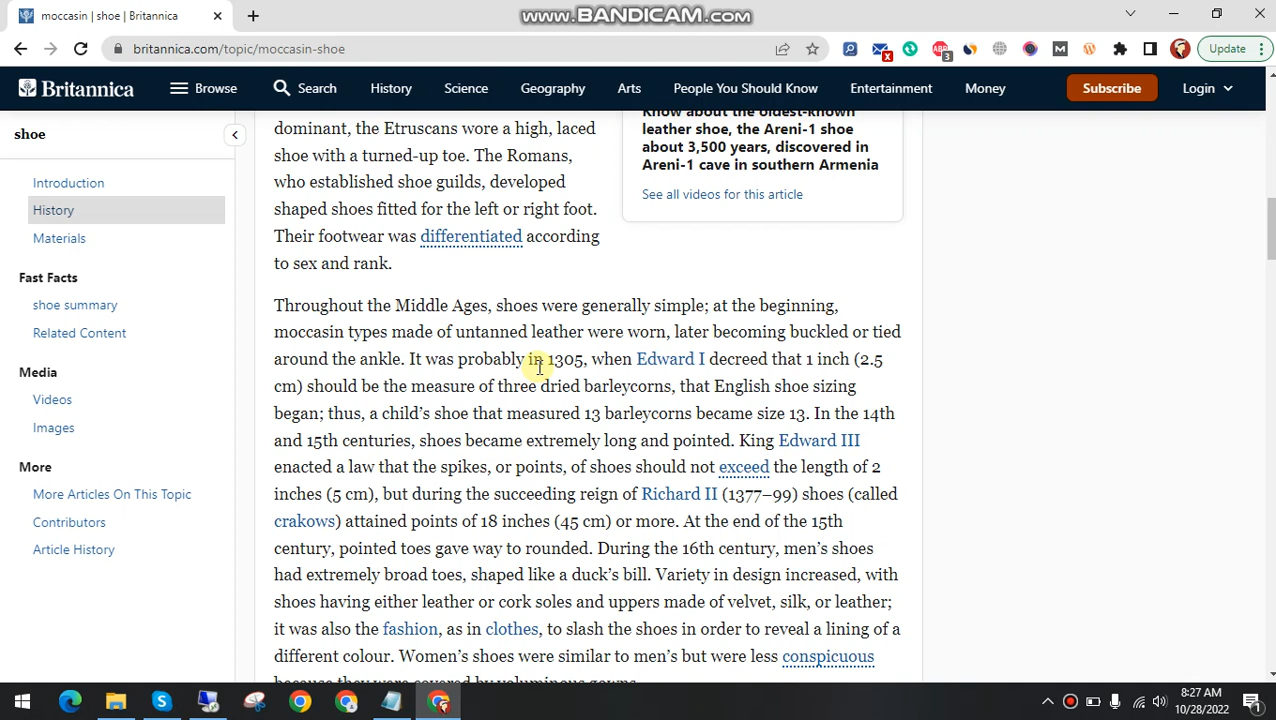 moccasin | shoe | Britannica
www.BANDICAM.com
britannica.com/topic/moccasin-shoe
Update
Britannica
Browse
Search
History
Science
Geography
Arts
People You Should Know
Entertainment
Money
Subscribe
Login
shoe
Introduction
History
Materials
Fast Facts
shoe summary
Related Content
Media
Videos
Images
More
More Articles On This Topic
Contributors
Article History
dominant, the Etruscans wore a high, laced
shoe with a turned-up toe. The Romans,
who established shoe guilds, developed
shaped shoes fitted for the left or right foot.
Their footwear was differentiated according
to sex and rank.
Know about the oldest-known
leather shoe, the Areni-1 shoe
about 3,500 years, discovered in
Areni-1 cave in southern Armenia
See all videos for this article
Throughout the Middle Ages, shoes were generally simple; at the beginning,
moccasin types made of untanned leather were worn, later becoming buckled or tied
around the ankle. It was probably in 1305, when Edward I decreed that 1 inch (2.5
cm) should be the measure of three dried barleycorns, that English shoe sizing
began; thus, a child’s shoe that measured 13 barleycorns became size 13. In the 14th
and 15th centuries, shoes became extremely long and pointed. King Edward III
enacted a law that the spikes, or points, of shoes should not exceed the length of 2
inches (5 cm), but during the succeeding reign of Richard II (1377–99) shoes (called
crakows) attained points of 18 inches (45 cm) or more. At the end of the 15th
century, pointed toes gave way to rounded. During the 16th century, men’s shoes
had extremely broad toes, shaped like a duck’s bill. Variety in design increased, with
shoes having either leather or cork soles and uppers made of velvet, silk, or leather;
it was also the fashion, as in clothes, to slash the shoes in order to reveal a lining of a
different colour. Women’s shoes were similar to men’s but were less conspicuous
because they were covered by voluminous gowns.
ABP
3
x
M
8:27 AM
10/28/2022
1